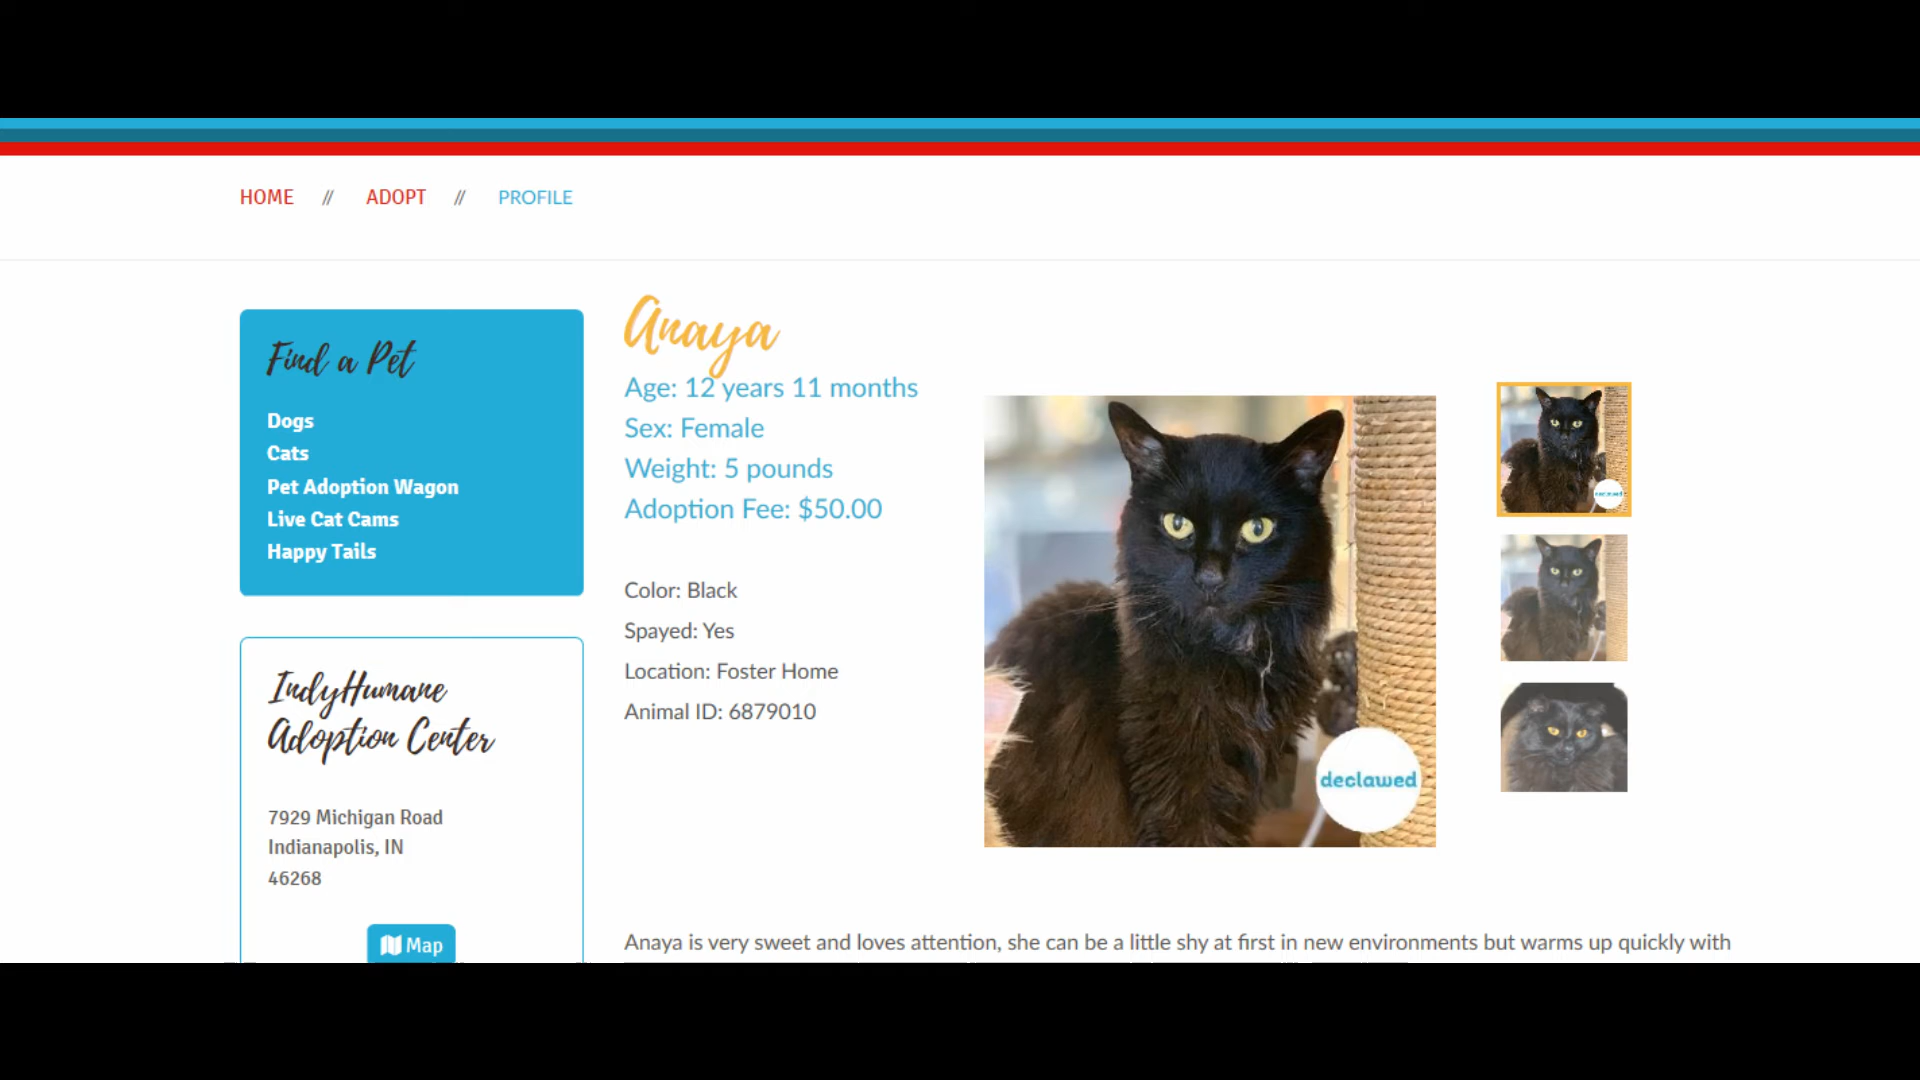 HOME // ADOPT // PROFILE
Find a Pet
Dogs
Cats
Pet Adoption Wagon
Live Cat Cams
Happy Tails
IndyHumane
Adoption Center
7929 Michigan Road
Indianapolis, IN
46268
Map
Anaya
Age: 12 years 11 months
Sex: Female
Weight: 5 pounds
Adoption Fee: $50.00
Color: Black
Spayed: Yes
Location: Foster Home
Animal ID: 6879010
declawed
Anaya is very sweet and loves attention, she can be a little shy at first in new environments but warms up quickly with